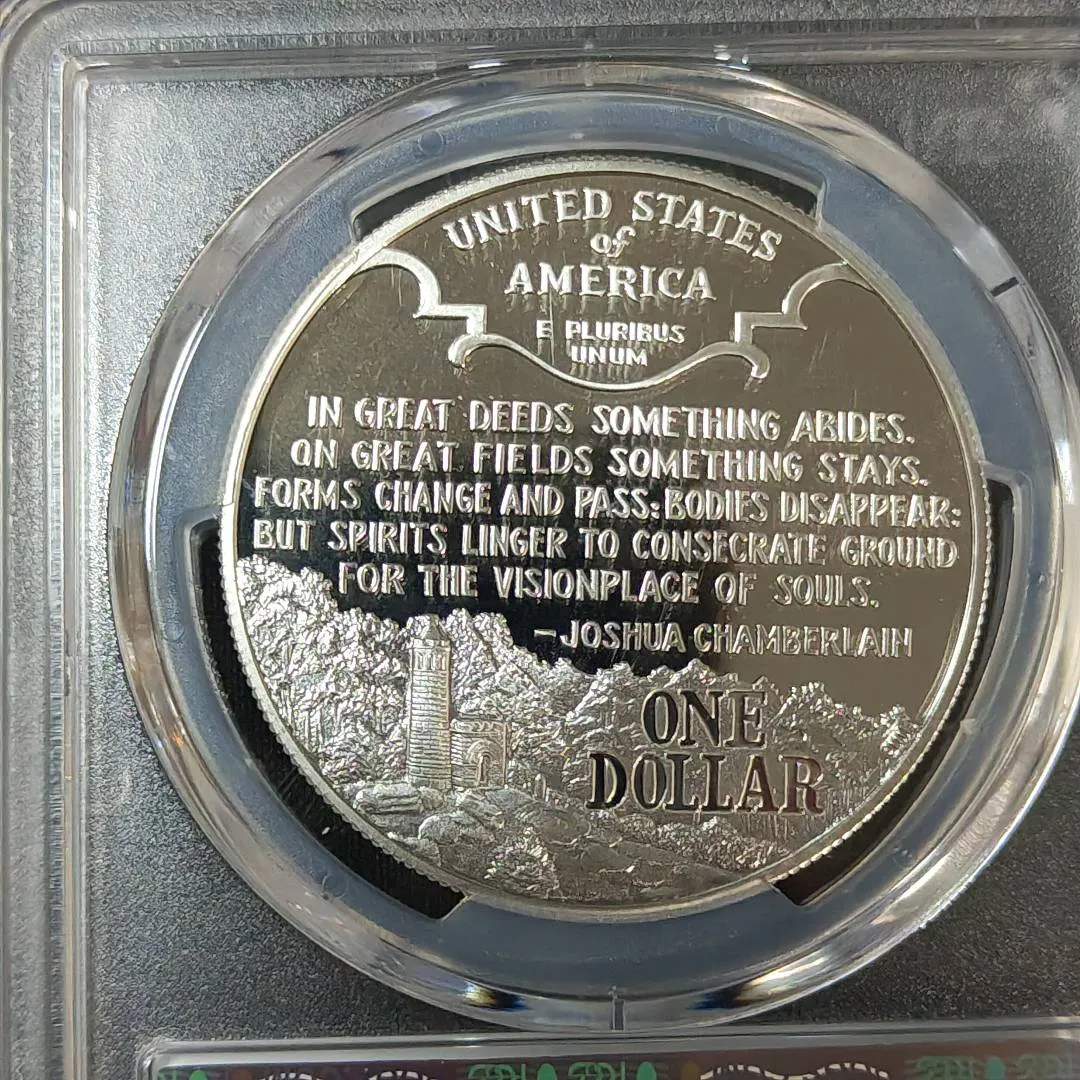 UNITED STATES
of
AMERICA
E PLURIBUS
UNUM
IN GREAT DEEDS SOMETHING ABIDES.
ON GREAT FIELDS SOMETHING STAYS.
FORMS CHANGE AND PASS: BODIES DISAPPEAR:
BUT SPIRITS LINGER TO CONSECRATE GROUND
FOR THE VISIONPLACE OF SOULS.
-JOSHUA CHAMBERLAIN
ONE
DOLLAR